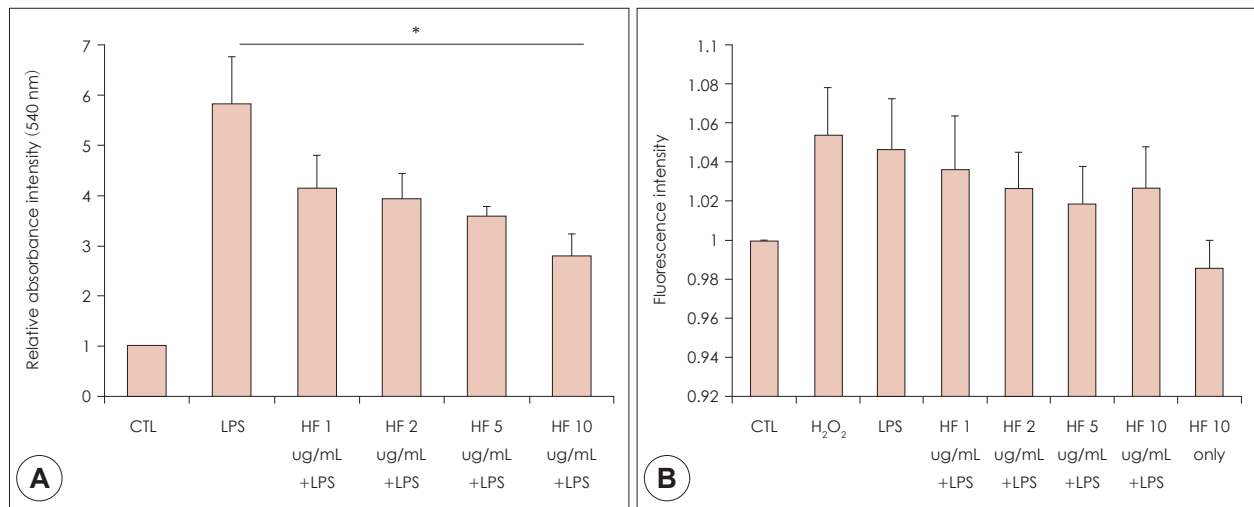 *
7
6
5
4
3
2
1
0
Relative absorbance intensity (540 nm)
CTL
LPS
HF 1
ug/mL
+LPS
HF 2
ug/mL
+LPS
HF 5
ug/mL
+LPS
HF 10
ug/mL
+LPS
A
1.1
1.08
1.06
1.04
1.02
1
0.98
0.96
0.94
0.92
Fluorescence intensity
CTL
H₂O₂
LPS
HF 1
ug/mL
+LPS
HF 2
ug/mL
+LPS
HF 5
ug/mL
+LPS
HF 10
ug/mL
+LPS
HF 10
only
B